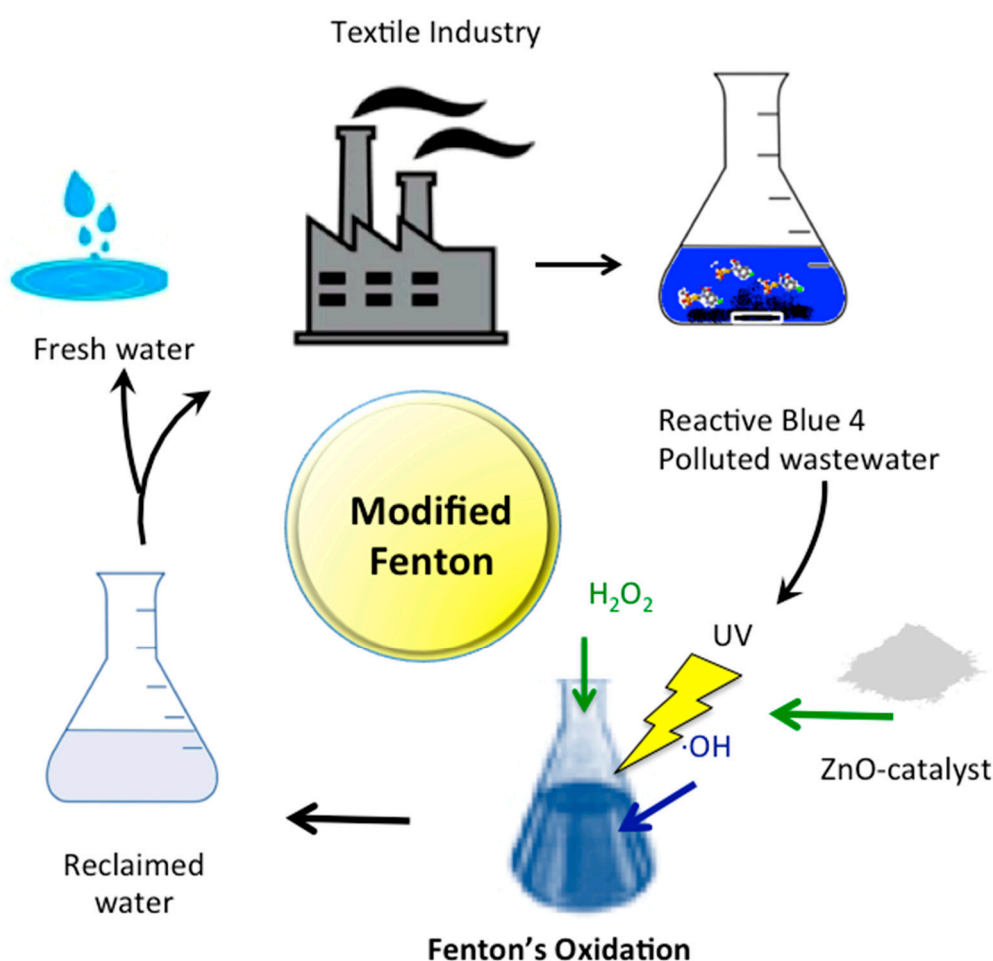 Textile Industry
Fresh water
Reactive Blue 4
Polluted wastewater
Modified
Fenton
H₂O₂
UV
·OH
ZnO-catalyst
Reclaimed
water
Fenton’s Oxidation